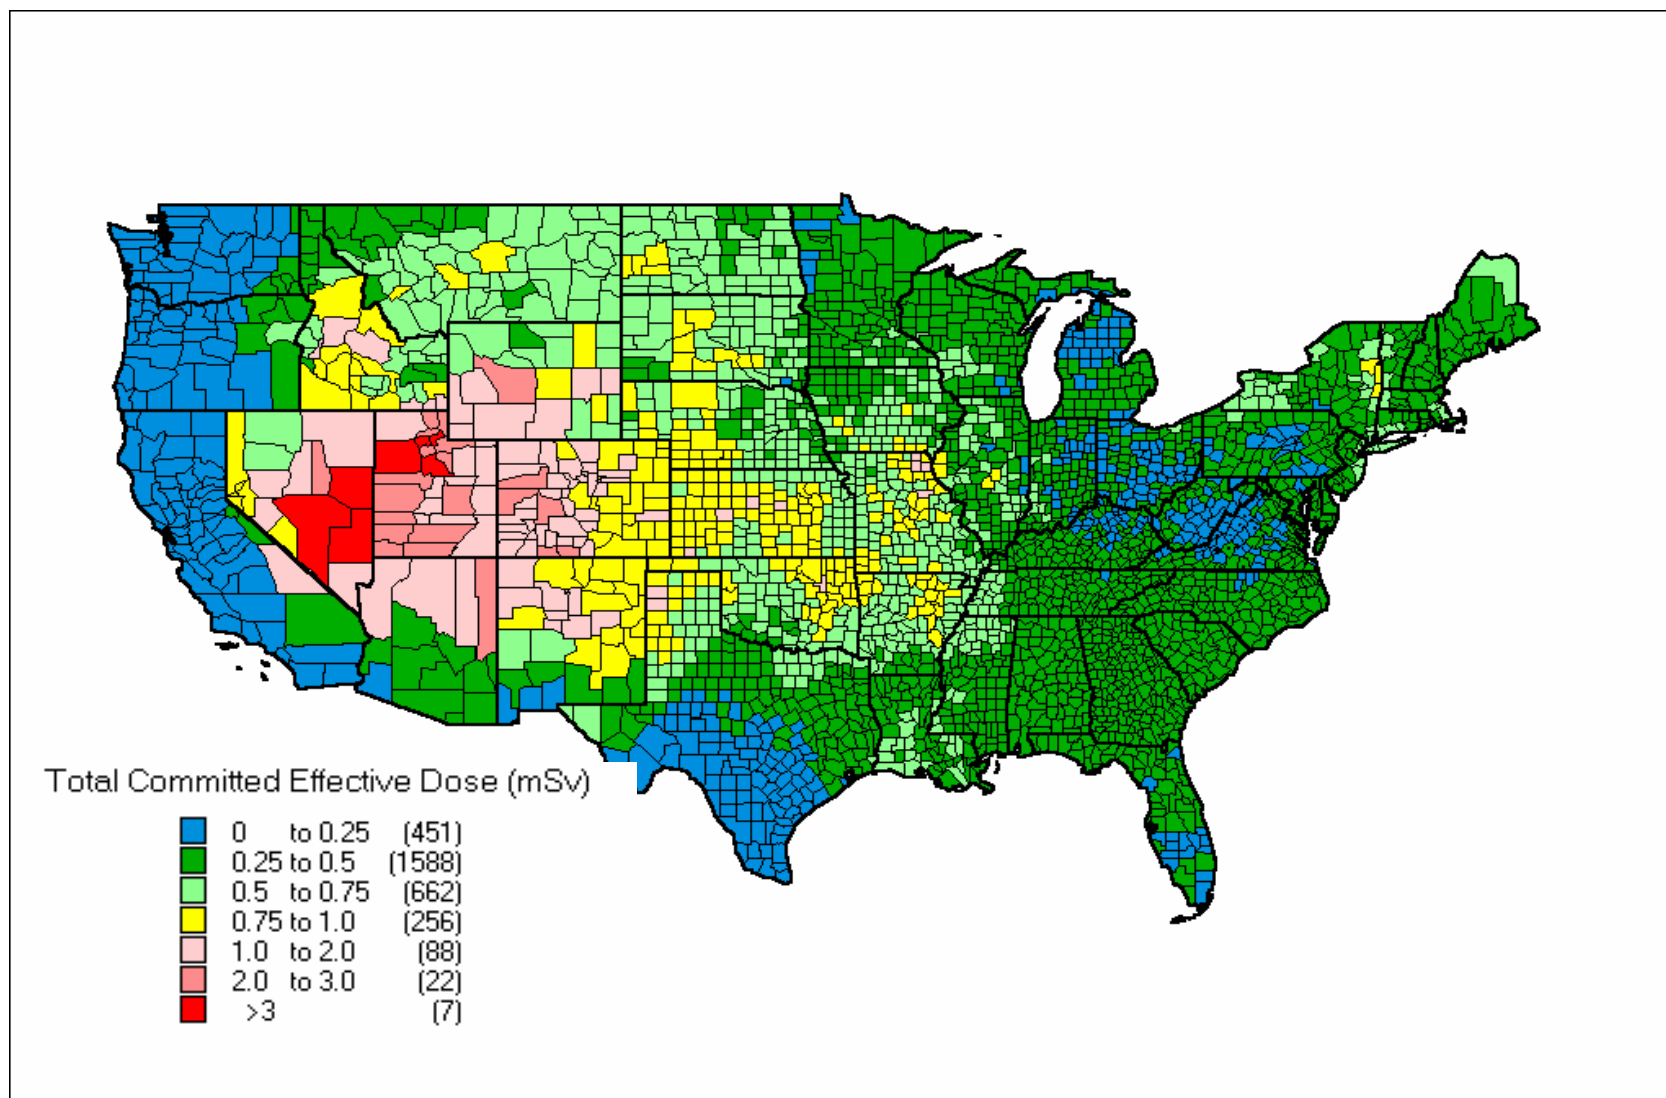 Total Committed Effective Dose (mSv)
0 to 0.25 (451)
0.25 to 0.5 (1588)
0.5 to 0.75 (662)
0.75 to 1.0 (256)
1.0 to 2.0 (88)
2.0 to 3.0 (22)
>3 (7)